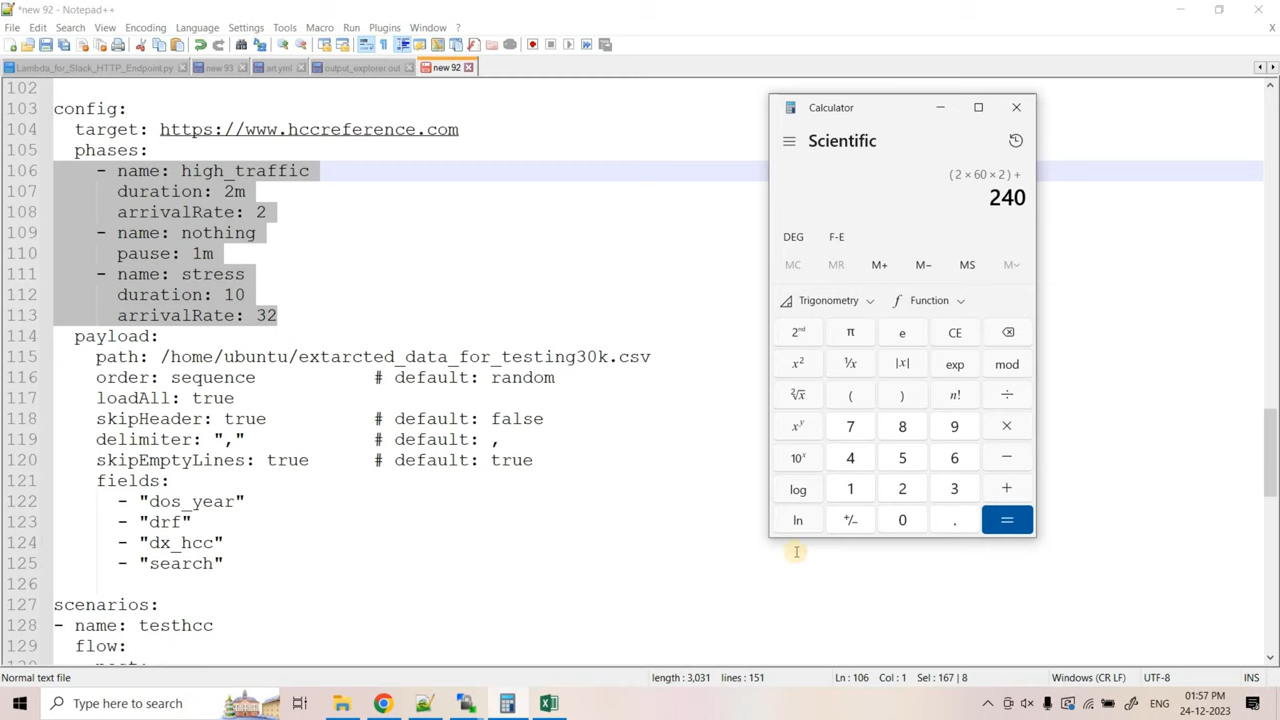 *new 92 - Notepad++
File Edit Search View Encoding Language Settings Tools Macro Run Plugins Window ?
X
Lambda_for_Slack_HTTP_Endpoint.py new 93 art.yml output_explorer.out new 92
102
103 config:
104 target: https://www.hccreference.com
105 phases:
106 - name: high_traffic
107 duration: 2m
108 arrivalRate: 2
109 - name: nothing
110 pause: 1m
111 - name: stress
112 duration: 10
113 arrivalRate: 32
114 payload:
115 path: /home/ubuntu/extarcted_data_for_testing30k.csv
116 order: sequence # default: random
117 loadAll: true
118 skipHeader: true # default: false
119 delimiter: "," # default: ,
120 skipEmptyLines: true # default: true
121 fields:
122 - "dos_year"
123 - "drf"
124 - "dx_hcc"
125 - "search"
126
127 scenarios:
128 - name: testhcc
129 flow:
Calculator
Scientific
( 2 × 60 × 2 ) +
240
DEG F-E
MC MR M+ M− MS M
Trigonometry f Function
2nd π e CE
x² ¹/x |x| exp mod
²√x ( ) n! ÷
xʸ 7 8 9 ×
10ˣ 4 5 6 −
log 1 2 3 +
ln +/− 0 . =
Normal text file length : 3,031 lines : 151 Ln : 106 Col : 1 Sel : 167 | 8 Windows (CR LF) UTF-8 INS
Type here to search
ENG
01:57 PM
24-12-2023